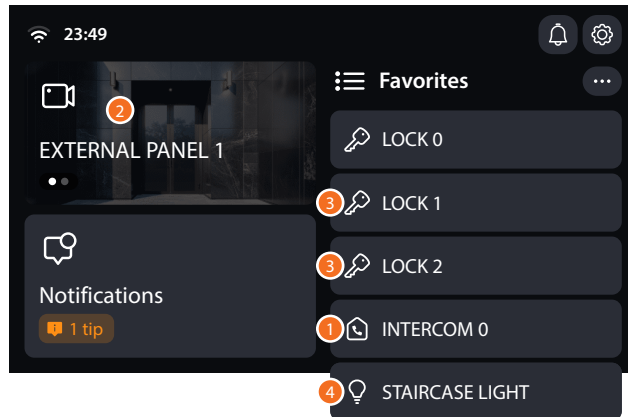 23:49
2
EXTERNAL PANEL 1
Notifications
1 tip
Favorites
LOCK 0
3 LOCK 1
3 LOCK 2
1 INTERCOM 0
4 STAIRCASE LIGHT